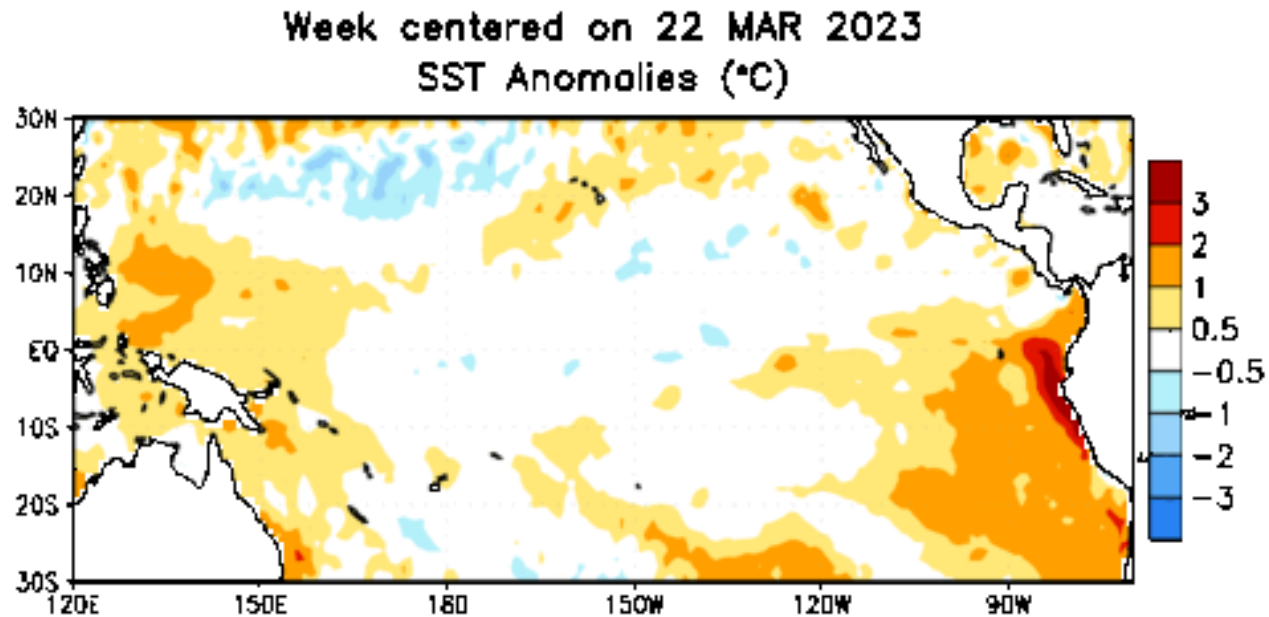 Week centered on 22 MAR 2023
SST Anomalies (°C)
30N
20N
10N
EQ
10S
20S
30S
120E 150E 180 150W 120W 90W
3
2
1
0.5
-0.5
-1
-2
-3